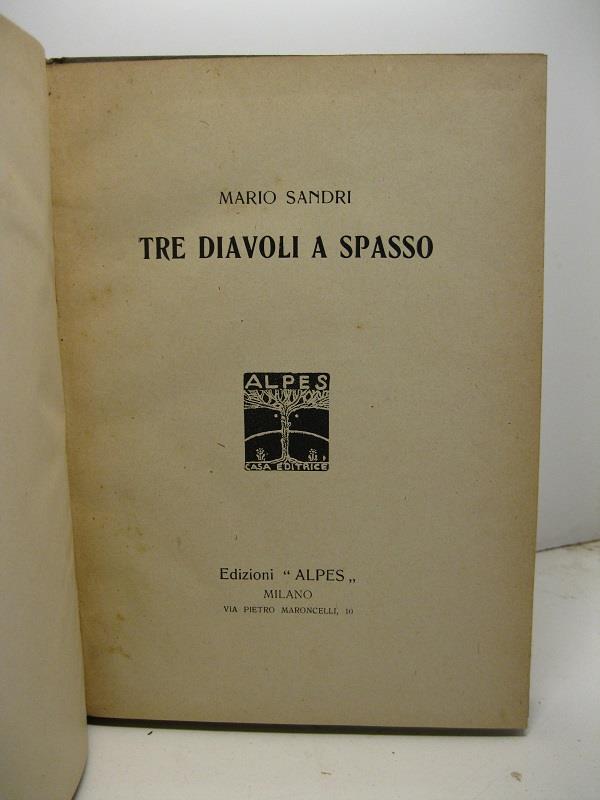 MARIO SANDRI
TRE DIAVOLI A SPASSO
ALPES
CASA EDITRICE
Edizioni “ ALPES „
MILANO
VIA PIETRO MARONCELLI, 10